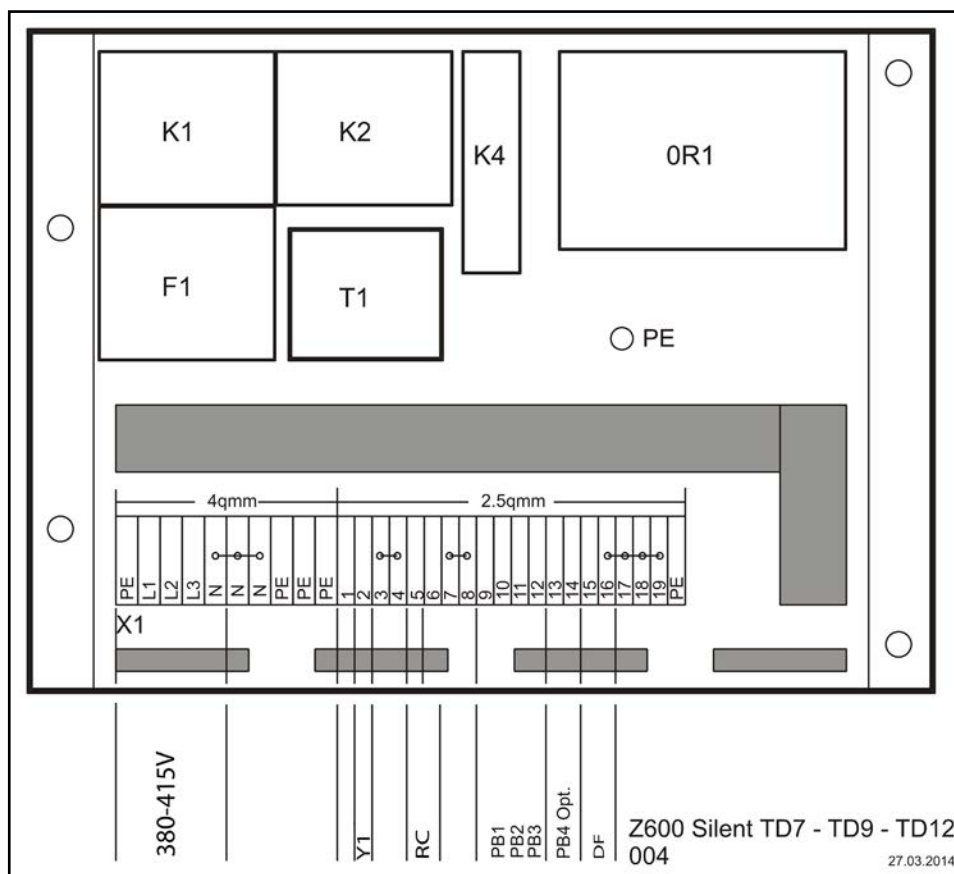 K1
K2
K4
0R1
F1
T1
PE
4qmm
2.5qmm
PE L1 L2 L3 N N N PE PE PE 1 2 3 4 5 6 7 8 9 10 11 12 13 14 15 16 17 18 19 PE
X1
380-415V
Y1
RC
PB1
PB2
PB3
PB4 Opt.
DF
Z600 Silent TD7 - TD9 - TD12
004
27.03.2014